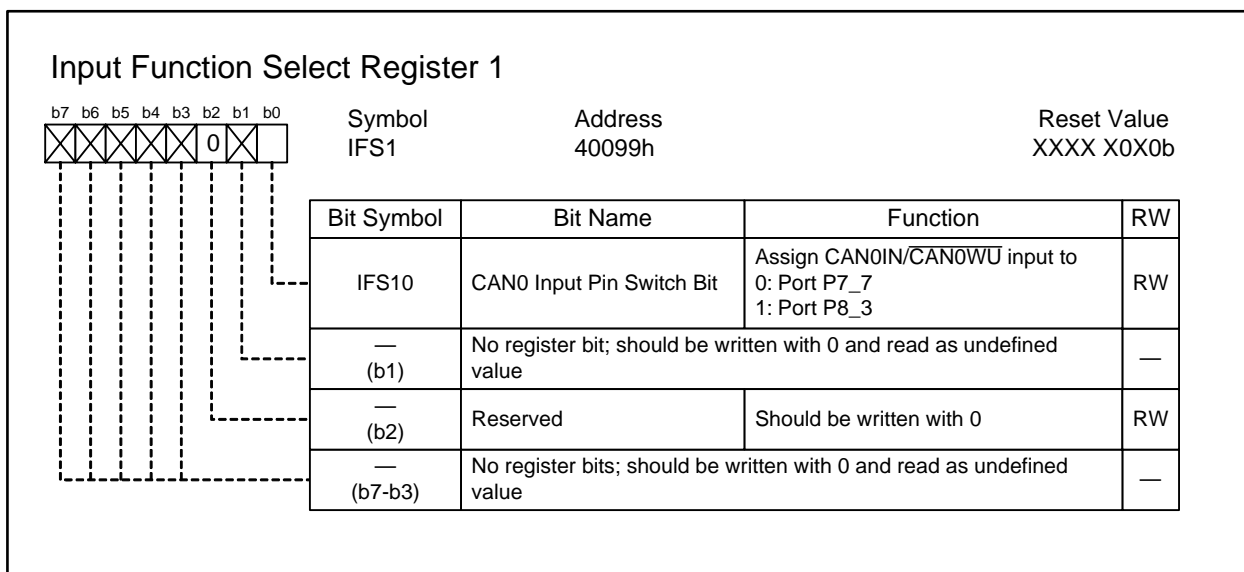 Input Function Select Register 1
b7 b6 b5 b4 b3 b2 b1 b0
0
Symbol Address Reset Value
IFS1 40099h XXXX X0X0b
Bit Symbol Bit Name Function RW
IFS10 CAN0 Input Pin Switch Bit Assign CAN0IN/C̅A̅N̅0̅W̅U̅ input to RW
0: Port P7_7
1: Port P8_3
— No register bit; should be written with 0 and read as undefined —
(b1) value
— Reserved Should be written with 0 RW
(b2)
— No register bits; should be written with 0 and read as undefined —
(b7-b3) value